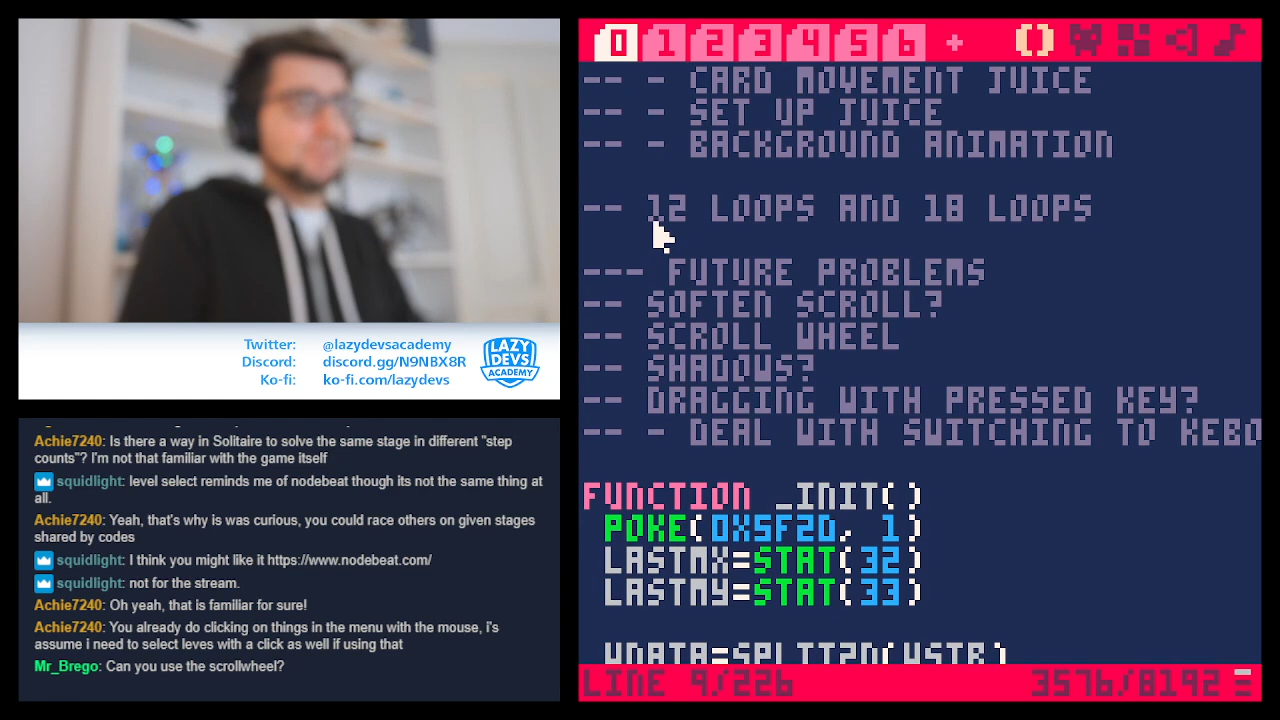 Twitter: @lazydevsacademy
Discord: discord.gg/N9NBX8R
Ko-fi: ko-fi.com/lazydevs
LAZY
DEVS
ACADEMY
Achie7240: Is there a way in Solitaire to solve the same stage in different "step
counts"? I'm not that familiar with the game itself
squidlight: level select reminds me of nodebeat though its not the same thing at
all.
Achie7240: Yeah, that's why is was curious, you could race others on given stages
shared by codes
squidlight: I think you might like it https://www.nodebeat.com/
squidlight: not for the stream.
Achie7240: Oh yeah, that is familiar for sure!
Achie7240: You already do clicking on things in the menu with the mouse, i's
assume i need to select leves with a click as well if using that
Mr_Brego: Can you use the scrollwheel?
0 1 2 3 4 5 6 +
-- - CARD MOVEMENT JUICE
-- - SET UP JUICE
-- - BACKGROUND ANIMATION
-- 12 LOOPS AND 18 LOOPS
--- FUTURE PROBLEMS
-- SOFTEN SCROLL?
-- SCROLL WHEEL
-- SHADOWS?
-- DRAGGING WITH PRESSED KEY?
-- - DEAL WITH SWITCHING TO KEBO
FUNCTION _INIT()
POKE(0X5F2D, 1)
LASTMX=STAT(32)
LASTMY=STAT(33)
LINE 9/226 3576/8192